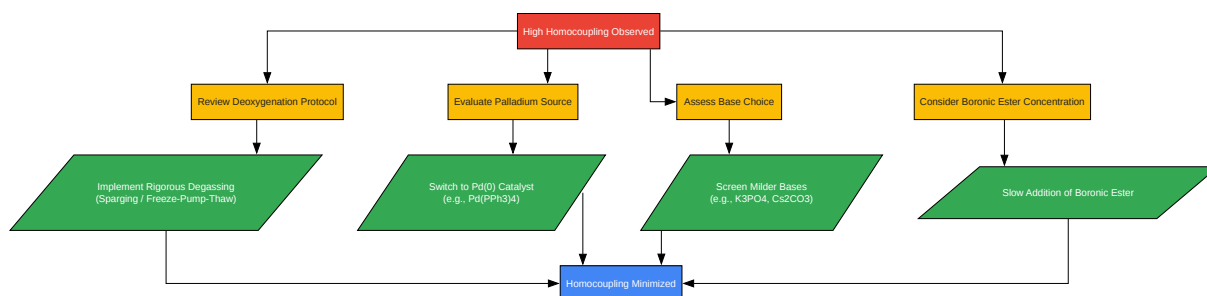 High Homocoupling Observed
Review Deoxygenation Protocol
Evaluate Palladium Source
Assess Base Choice
Consider Boronic Ester Concentration
Implement Rigorous Degassing
(Sparging / Freeze-Pump-Thaw)
Switch to Pd(0) Catalyst
(e.g., Pd(PPh3)4)
Screen Milder Bases
(e.g., K3PO4, Cs2CO3)
Slow Addition of Boronic Ester
Homocoupling Minimized